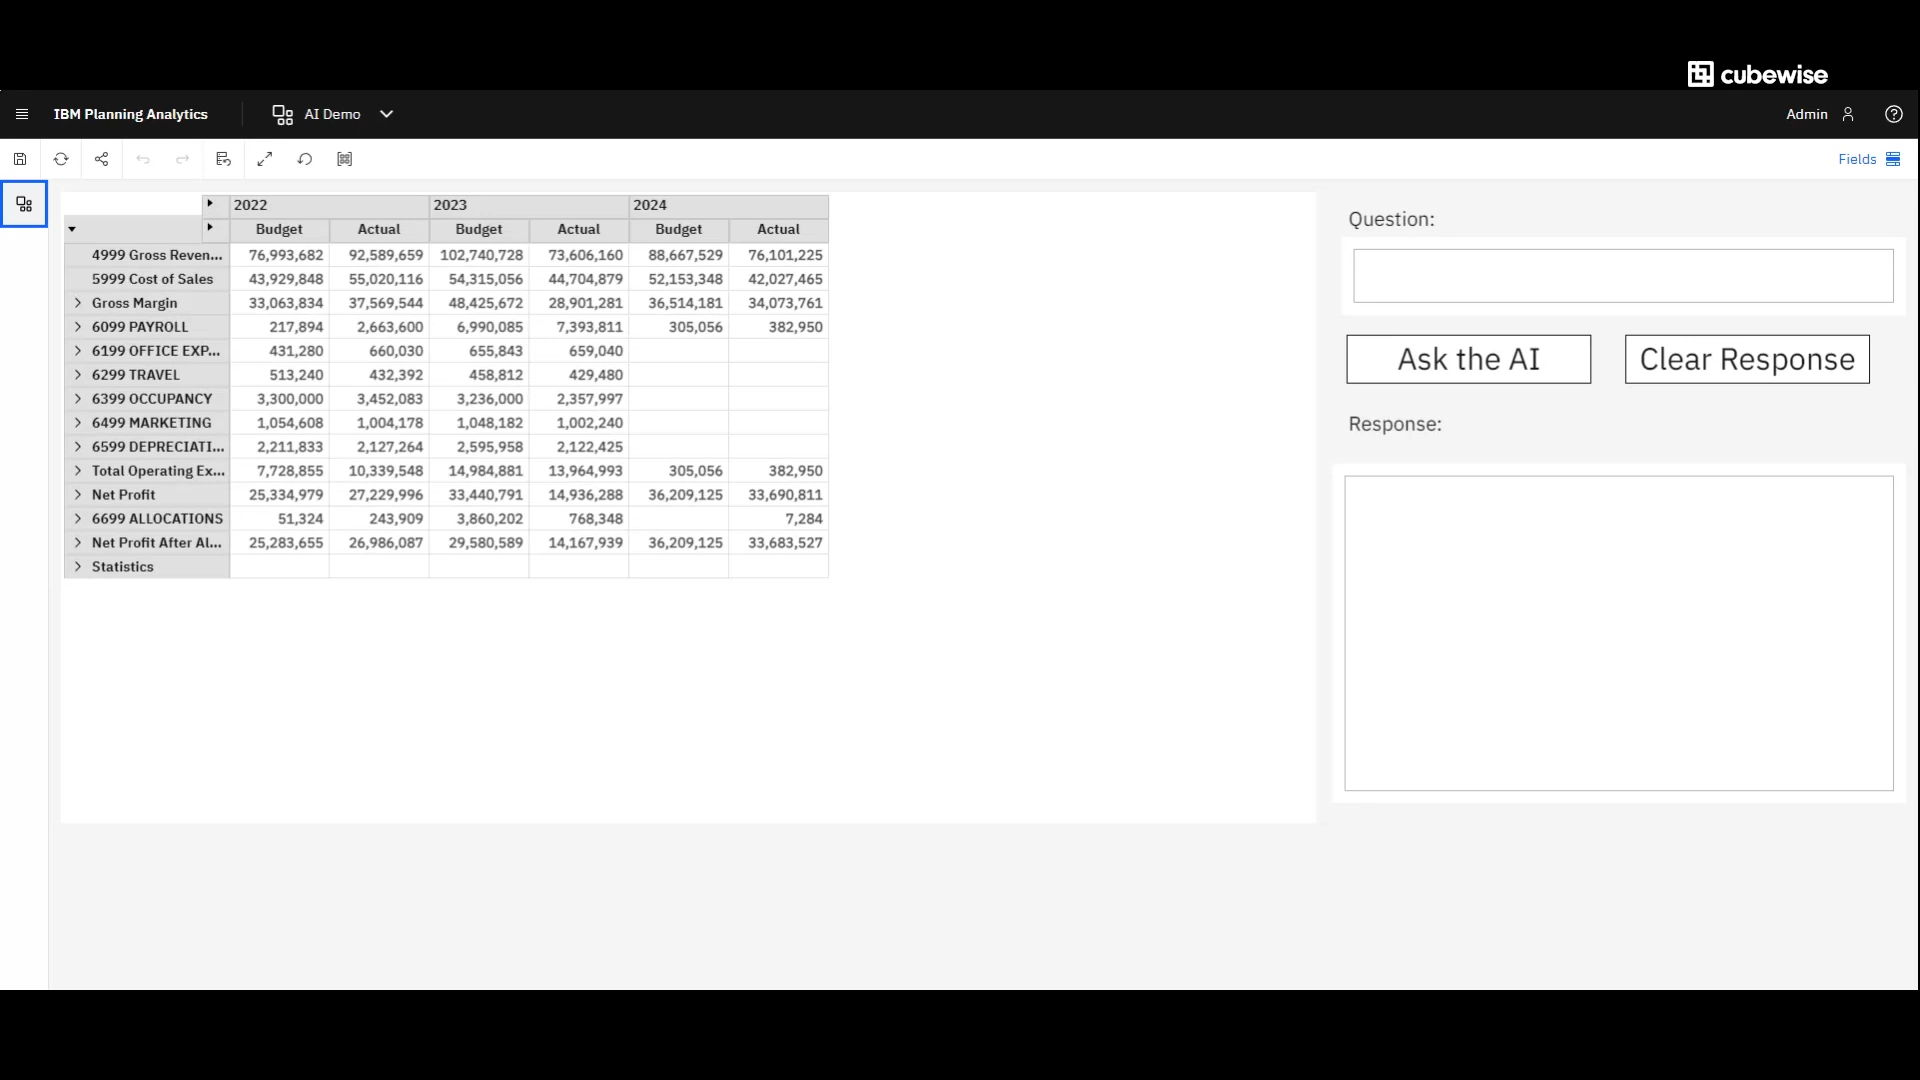 cubewise
IBM Planning Analytics AI Demo Admin
Fields
2022 2023 2024
Budget Actual Budget Actual Budget Actual
4999 Gross Reven... 76,993,682 92,589,659 102,740,728 73,606,160 88,667,529 76,101,225
5999 Cost of Sales 43,929,848 55,020,116 54,315,056 44,704,879 52,153,348 42,027,465
Gross Margin 33,063,834 37,569,544 48,425,672 28,901,281 36,514,181 34,073,761
6099 PAYROLL 217,894 2,663,600 6,990,085 7,393,811 305,056 382,950
6199 OFFICE EXP... 431,280 660,030 655,843 659,040
6299 TRAVEL 513,240 432,392 458,812 429,480
6399 OCCUPANCY 3,300,000 3,452,083 3,236,000 2,357,997
6499 MARKETING 1,054,608 1,004,178 1,048,182 1,002,240
6599 DEPRECIATI... 2,211,833 2,127,264 2,595,958 2,122,425
Total Operating Ex... 7,728,855 10,339,548 14,984,881 13,964,993 305,056 382,950
Net Profit 25,334,979 27,229,996 33,440,791 14,936,288 36,209,125 33,690,811
6699 ALLOCATIONS 51,324 243,909 3,860,202 768,348 7,284
Net Profit After Al... 25,283,655 26,986,087 29,580,589 14,167,939 36,209,125 33,683,527
Statistics
Question:
Ask the AI Clear Response
Response: